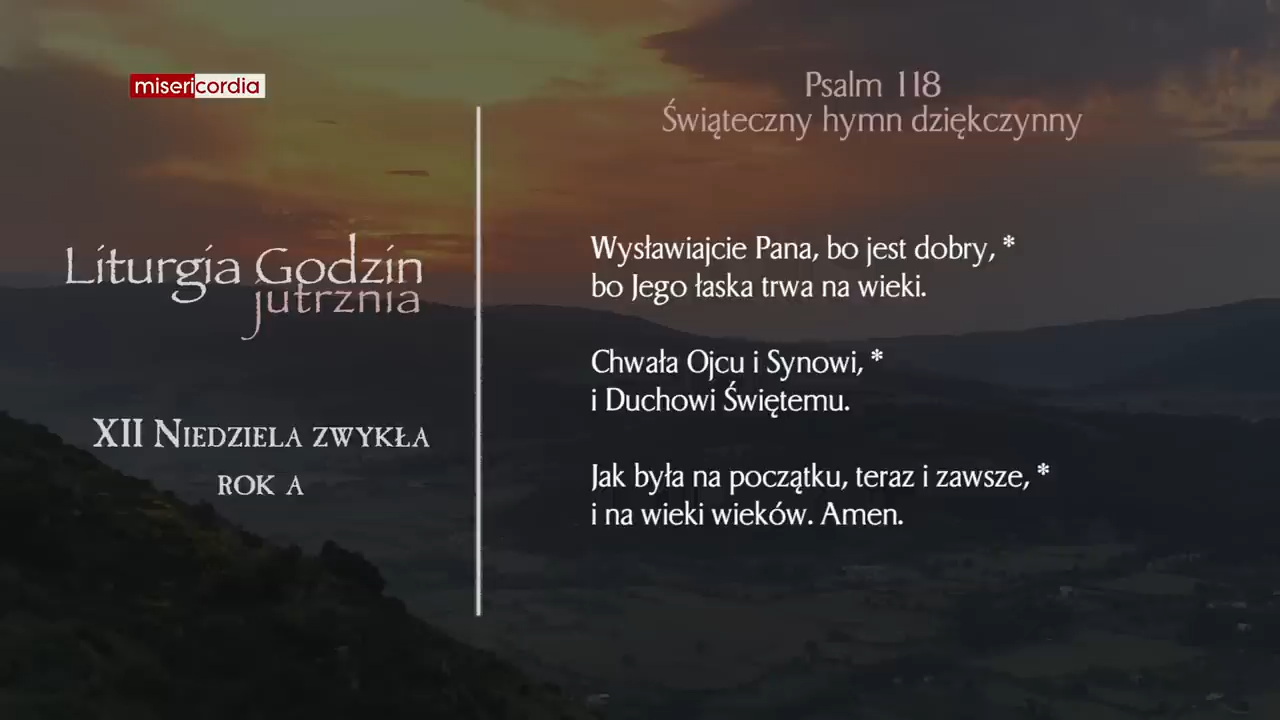 misericordia
Liturgia Godzin
jutrznia
XII Niedziela zwykła
rok A
Psalm 118
Świąteczny hymn dziękczynny
Wysławiajcie Pana, bo jest dobry, *
bo Jego łaska trwa na wieki.
Chwała Ojcu i Synowi, *
i Duchowi Świętemu.
Jak była na początku, teraz i zawsze, *
i na wieki wieków. Amen.